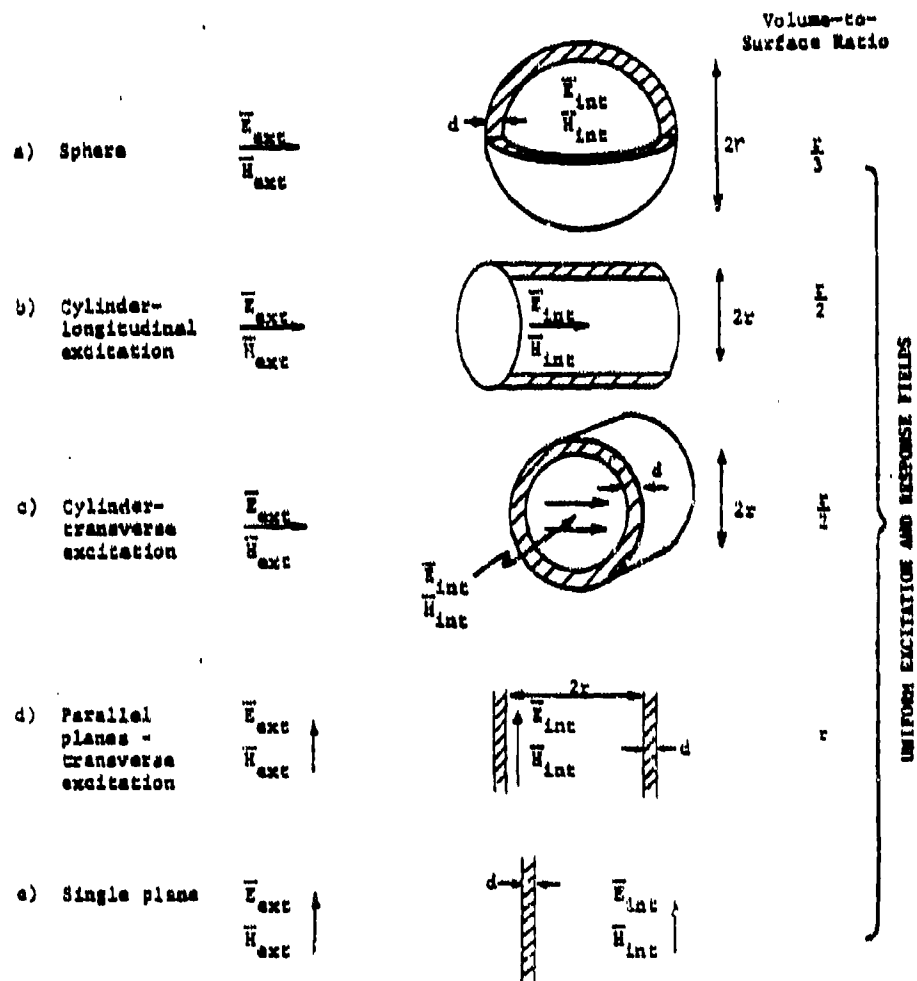 Volume-to-
Surface Ratio
a) Sphere
E̅ext
H̅ext
d
E̅int
H̅int
2r
r/3
b) Cylinder-
longitudinal
excitation
E̅ext
H̅ext
E̅int
H̅int
2r
r/2
c) Cylinder-
transverse
excitation
E̅ext
H̅ext
d
2r
r/2
E̅int
H̅int
d) Parallel
planes -
transverse
excitation
E̅ext
H̅ext
2r
E̅int
H̅int
d
r
e) Single plane
E̅ext
H̅ext
d
E̅int
H̅int
UNIFORM EXCITATION AND RESPONSE FIELDS